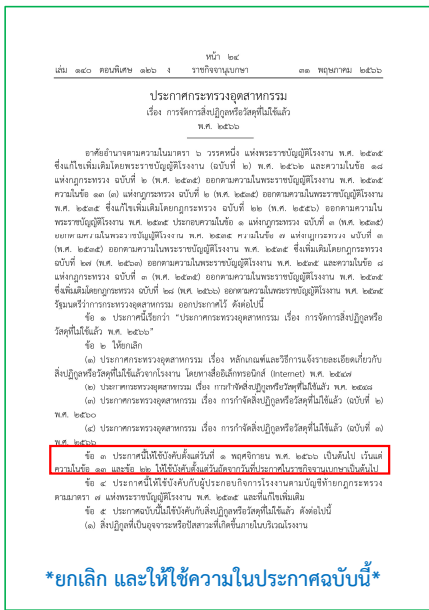 หน้า ๒๔
เล่ม ๑๔๐ ตอนพิเศษ ๑๒๖ ง ราชกิจจานุเบกษา ๓๑ พฤษภาคม ๒๕๖๖
ประกาศกระทรวงอุตสาหกรรม
เรื่อง การจัดการสิ่งปฏิกูลหรือวัสดุที่ไม่ใช้แล้ว
พ.ศ. ๒๕๖๖
อาศัยอำนาจตามความในมาตรา ๖ วรรคหนึ่ง แห่งพระราชบัญญัติโรงงาน พ.ศ. ๒๕๓๕
ซึ่งแก้ไขเพิ่มเติมโดยพระราชบัญญัติโรงงาน (ฉบับที่ ๒) พ.ศ. ๒๕๖๒ และความในข้อ ๑๘
แห่งกฎกระทรวง ฉบับที่ ๒ (พ.ศ. ๒๕๓๕) ออกตามความในพระราชบัญญัติโรงงาน พ.ศ. ๒๕๓๕
ความในข้อ ๑๓ (๓) แห่งกฎกระทรวง ฉบับที่ ๒ (พ.ศ. ๒๕๓๕) ออกตามความในพระราชบัญญัติโรงงาน
พ.ศ. ๒๕๓๕ ซึ่งแก้ไขเพิ่มเติมโดยกฎกระทรวง ฉบับที่ ๒๒ (พ.ศ. ๒๕๕๖) ออกตามความใน
พระราชบัญญัติโรงงาน พ.ศ. ๒๕๓๕ ประกอบความในข้อ ๑ แห่งกฎกระทรวง ฉบับที่ ๓ (พ.ศ. ๒๕๓๕)
ออกตามความในพระราชบัญญัติโรงงาน พ.ศ. ๒๕๓๕ ความในข้อ ๗ แห่งกฎกระทรวง ฉบับที่ ๓
(พ.ศ. ๒๕๓๕) ออกตามความในพระราชบัญญัติโรงงาน พ.ศ. ๒๕๓๕ ซึ่งเพิ่มเติมโดยกฎกระทรวง
ฉบับที่ ๒๗ (พ.ศ. ๒๕๖๓) ออกตามความในพระราชบัญญัติโรงงาน พ.ศ. ๒๕๓๕ และความในข้อ ๘
แห่งกฎกระทรวง ฉบับที่ ๓ (พ.ศ. ๒๕๓๕) ออกตามความในพระราชบัญญัติโรงงาน พ.ศ. ๒๕๓๕
ซึ่งเพิ่มเติมโดยกฎกระทรวง ฉบับที่ ๒๘ (พ.ศ. ๒๕๖๖) ออกตามความในพระราชบัญญัติโรงงาน พ.ศ. ๒๕๓๕
รัฐมนตรีว่าการกระทรวงอุตสาหกรรม ออกประกาศไว้ ดังต่อไปนี้
ข้อ ๑ ประกาศนี้เรียกว่า “ประกาศกระทรวงอุตสาหกรรม เรื่อง การจัดการสิ่งปฏิกูลหรือ
วัสดุที่ไม่ใช้แล้ว พ.ศ. ๒๕๖๖”
ข้อ ๒ ให้ยกเลิก
(๑) ประกาศกระทรวงอุตสาหกรรม เรื่อง หลักเกณฑ์และวิธีการแจ้งรายละเอียดเกี่ยวกับ
สิ่งปฏิกูลหรือวัสดุที่ไม่ใช้แล้วจากโรงงาน โดยทางสื่ออิเล็กทรอนิกส์ (Internet) พ.ศ. ๒๕๔๗
(๒) ประกาศกระทรวงอุตสาหกรรม เรื่อง การกำจัดสิ่งปฏิกูลหรือวัสดุที่ไม่ใช้แล้ว พ.ศ. ๒๕๔๘
(๓) ประกาศกระทรวงอุตสาหกรรม เรื่อง การกำจัดสิ่งปฏิกูลหรือวัสดุที่ไม่ใช้แล้ว (ฉบับที่ ๒)
พ.ศ. ๒๕๖๐
(๔) ประกาศกระทรวงอุตสาหกรรม เรื่อง การกำจัดสิ่งปฏิกูลหรือวัสดุที่ไม่ใช้แล้ว (ฉบับที่ ๓)
พ.ศ. ๒๕๖๖
ข้อ ๓ ประกาศนี้ให้ใช้บังคับตั้งแต่วันที่ ๑ พฤศจิกายน พ.ศ. ๒๕๖๖ เป็นต้นไป เว้นแต่
ความในข้อ ๑๓ และข้อ ๒๒ ให้ใช้บังคับตั้งแต่วันถัดจากวันที่ประกาศในราชกิจจานุเบกษาเป็นต้นไป
ข้อ ๔ ประกาศนี้ให้ใช้บังคับกับผู้ประกอบกิจการโรงงานตามบัญชีท้ายกฎกระทรวง
ตามมาตรา ๗ แห่งพระราชบัญญัติโรงงาน พ.ศ. ๒๕๓๕ และที่แก้ไขเพิ่มเติม
ข้อ ๕ ประกาศฉบับนี้ไม่ใช้บังคับกับสิ่งปฏิกูลหรือวัสดุที่ไม่ใช้แล้ว ดังต่อไปนี้
(๑) สิ่งปฏิกูลที่เป็นอุจจาระหรือปัสสาวะที่เกิดขึ้นภายในบริเวณโรงงาน
*ยกเลิก และให้ใช้ความในประกาศฉบับนี้*